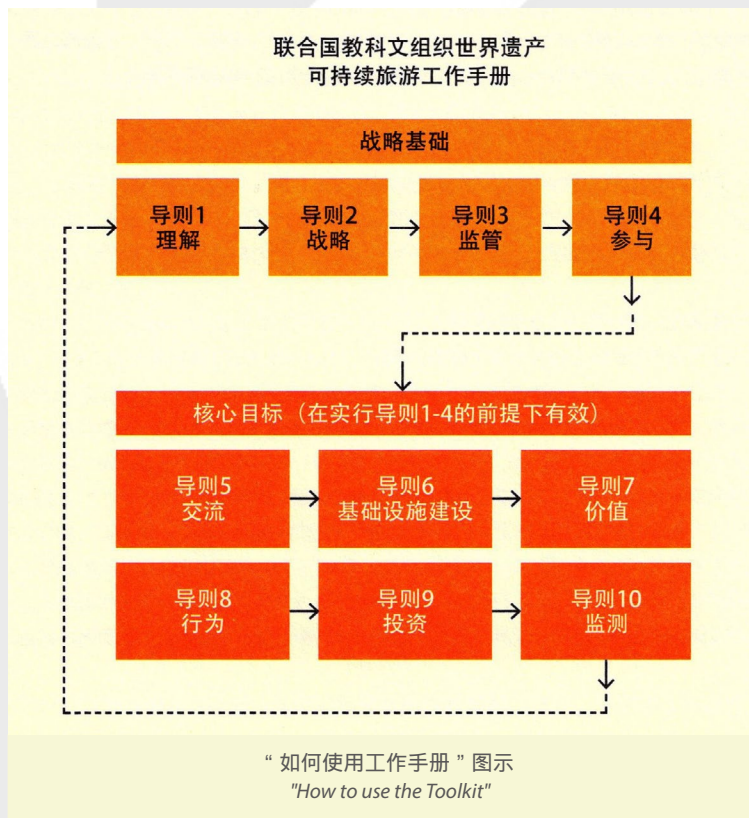 联合国教科文组织世界遗产
可持续旅游工作手册
战略基础
导则1
理解
导则2
战略
导则3
监管
导则4
参与
核心目标（在实行导则1-4的前提下有效）
导则5
交流
导则6
基础设施建设
导则7
价值
导则8
行为
导则9
投资
导则10
监测
“如何使用工作手册”图示
"How to use the Toolkit"